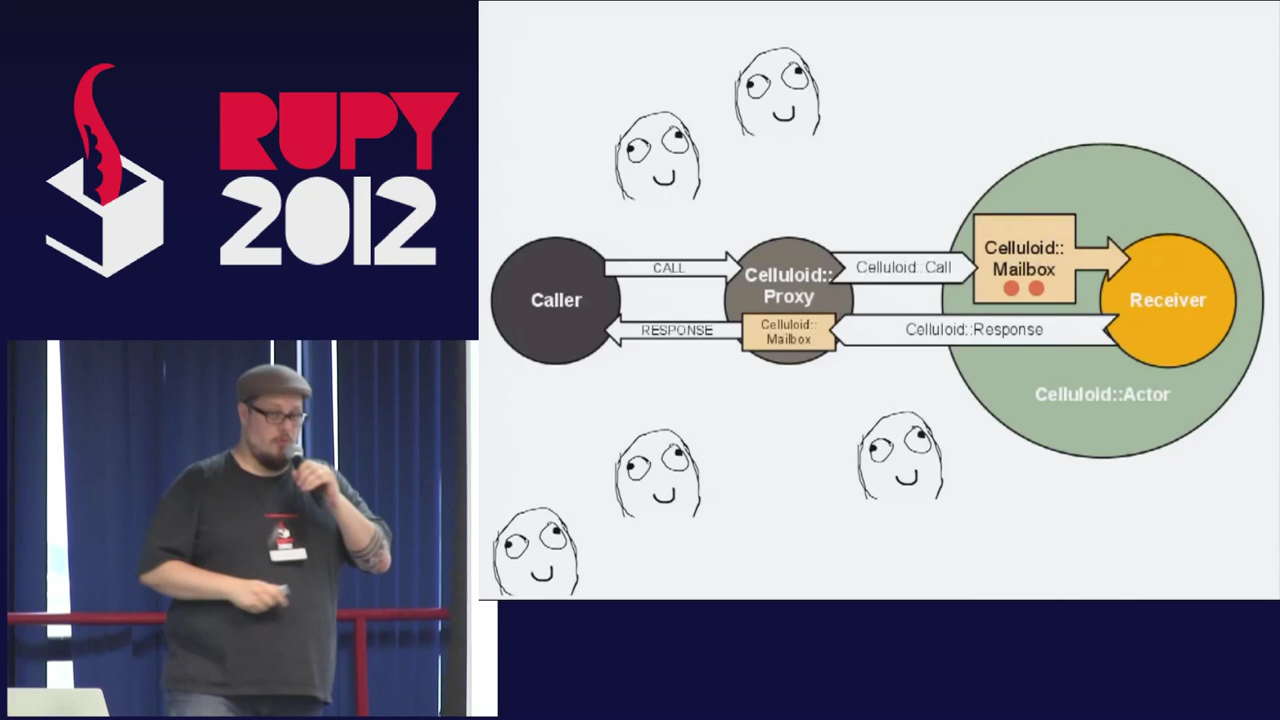 RUPY
2012
Caller
CALL
Celluloid::
Proxy
Celluloid::Call
Celluloid::
Mailbox
Receiver
RESPONSE
Celluloid::
Mailbox
Celluloid::Response
Celluloid::Actor